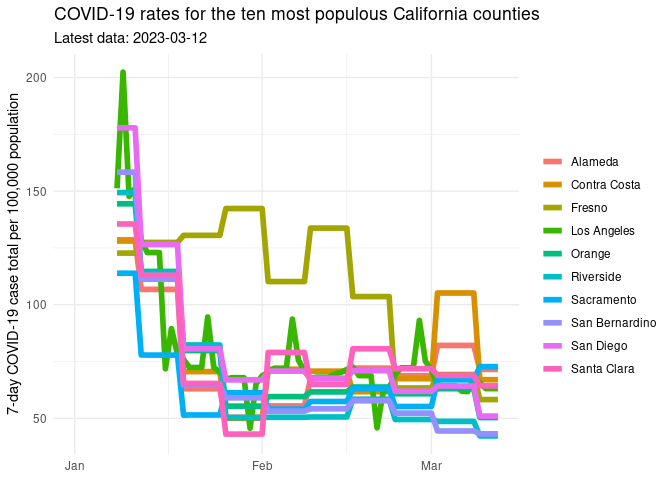 COVID-19 rates for the ten most populous California counties
Latest data: 2023-03-12
7-day COVID-19 case total per 100,000 population
200
150
100
50
Jan
Feb
Mar
Alameda
Contra Costa
Fresno
Los Angeles
Orange
Riverside
Sacramento
San Bernardino
San Diego
Santa Clara